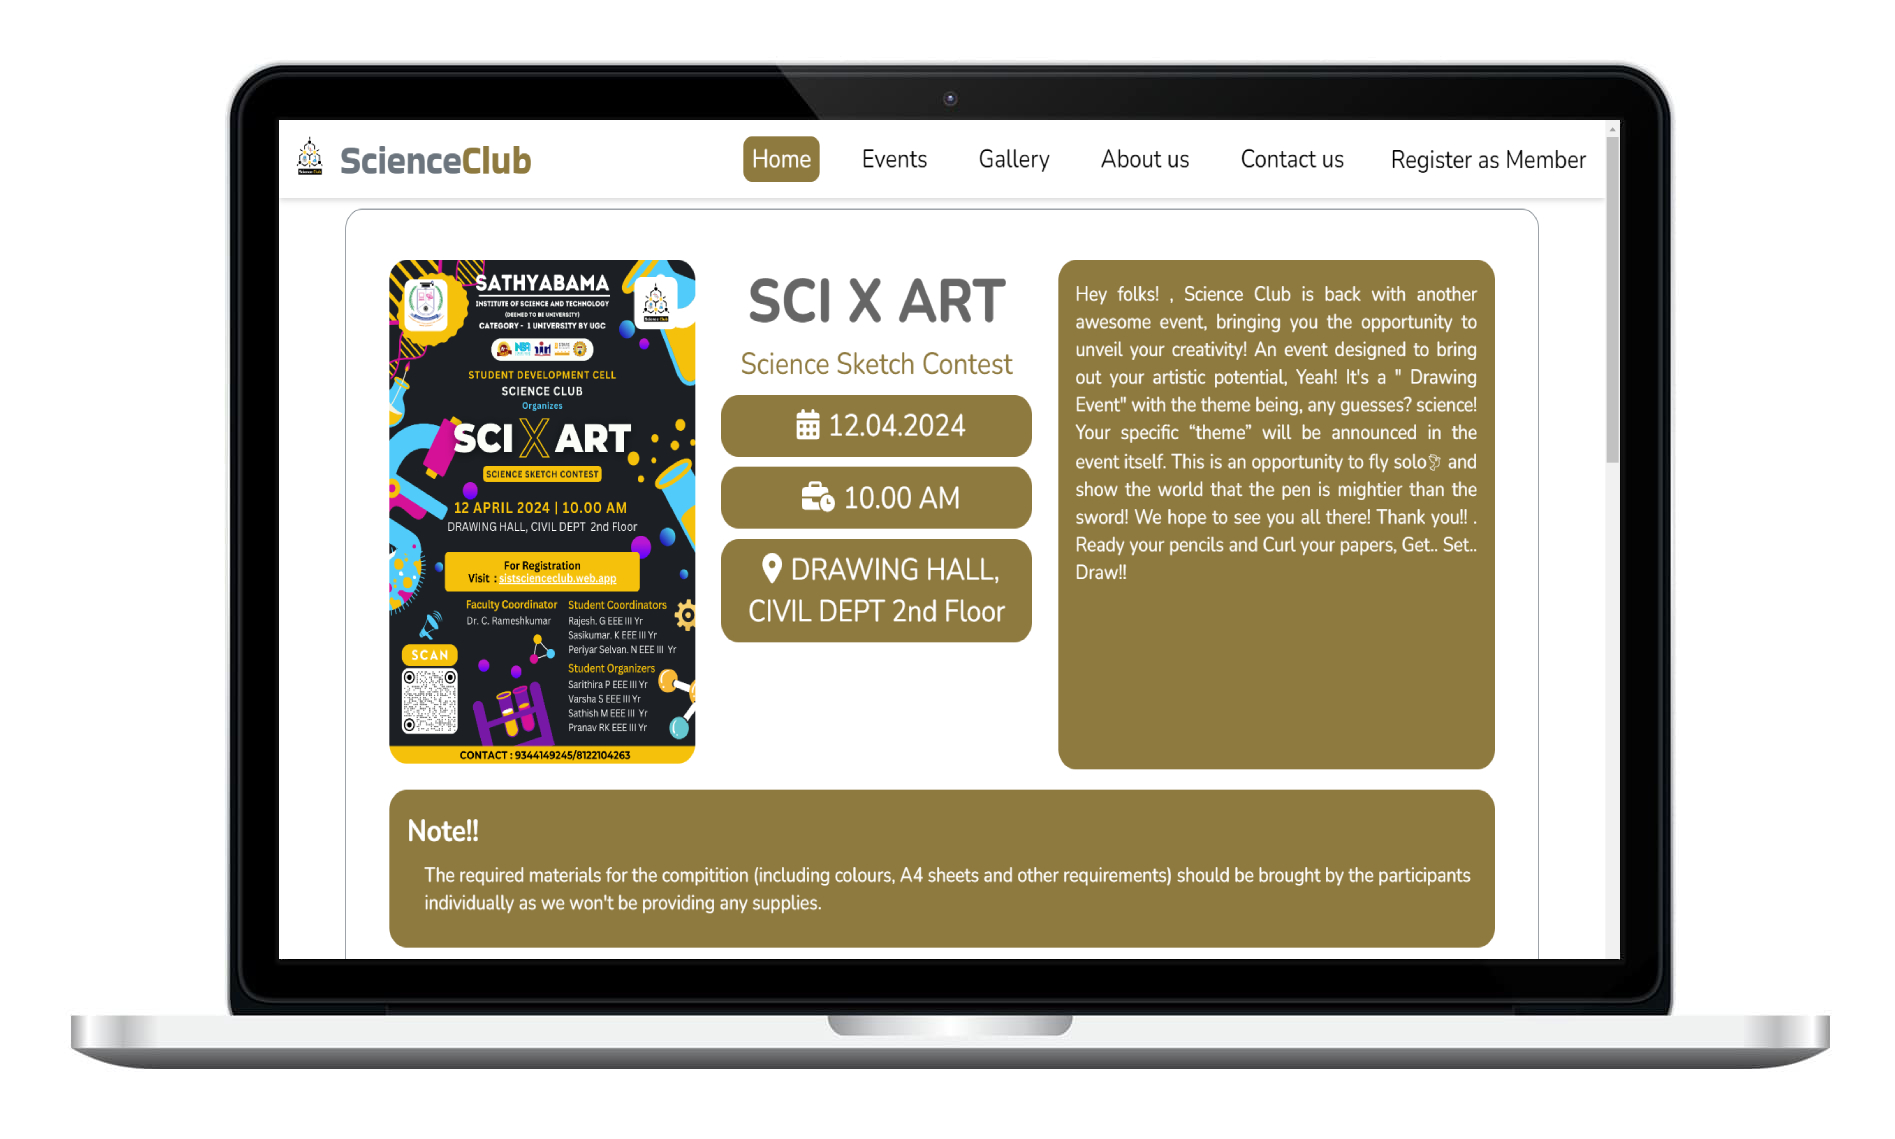 ScienceClub
Home
Events
Gallery
About us
Contact us
Register as Member
SATHYABAMA
INSTITUTE OF SCIENCE AND TECHNOLOGY
(DEEMED TO BE UNIVERSITY)
CATEGORY - 1 UNIVERSITY BY UGC
STUDENT DEVELOPMENT CELL
SCIENCE CLUB
Organizes
SCI X ART
SCIENCE SKETCH CONTEST
12 APRIL 2024 | 10.00 AM
DRAWING HALL, CIVIL DEPT 2nd Floor
For Registration
Visit : sistscienceclub.web.app
Faculty Coordinator
Dr. C. Rameshkumar
Student Coordinators
Rajesh. G EEE III Yr
Sasikumar. K EEE III Yr
Periyar Selvan. N EEE III Yr
Student Organizers
Sarithira P EEE III Yr
Varsha S EEE III Yr
Sathish M EEE III Yr
Pranav RK EEE III Yr
SCAN
CONTACT : 9344149245/8122104263
SCI X ART
Science Sketch Contest
12.04.2024
10.00 AM
DRAWING HALL,
CIVIL DEPT 2nd Floor
Hey folks! , Science Club is back with another
awesome event, bringing you the opportunity to
unveil your creativity! An event designed to bring
out your artistic potential, Yeah! It's a " Drawing
Event" with the theme being, any guesses? science!
Your specific “theme” will be announced in the
event itself. This is an opportunity to fly solo🕊 and
show the world that the pen is mightier than the
sword! We hope to see you all there! Thank you!! .
Ready your pencils and Curl your papers, Get.. Set..
Draw!!
Note!!
The required materials for the compitition (including colours, A4 sheets and other requirements) should be brought by the participants
individually as we won't be providing any supplies.